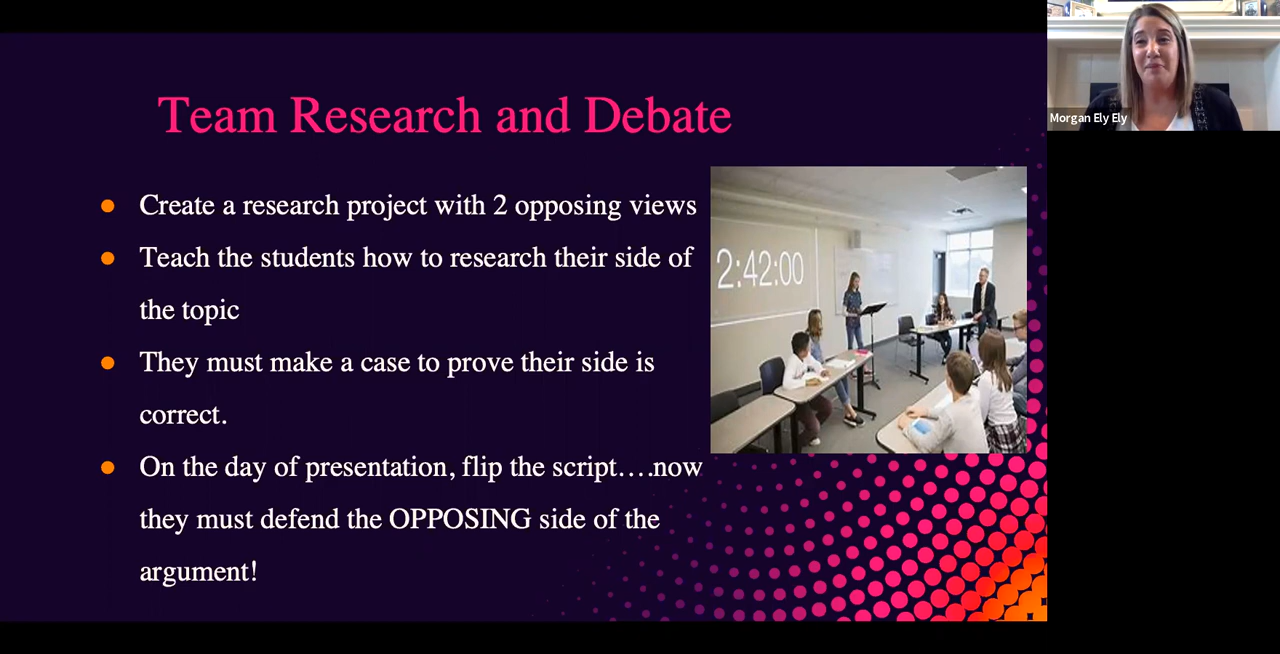 Team Research and Debate
Create a research project with 2 opposing views
Teach the students how to research their side of
the topic
They must make a case to prove their side is
correct.
On the day of presentation, flip the script….now
they must defend the OPPOSING side of the
argument!
2:42:00
Morgan Ely Ely